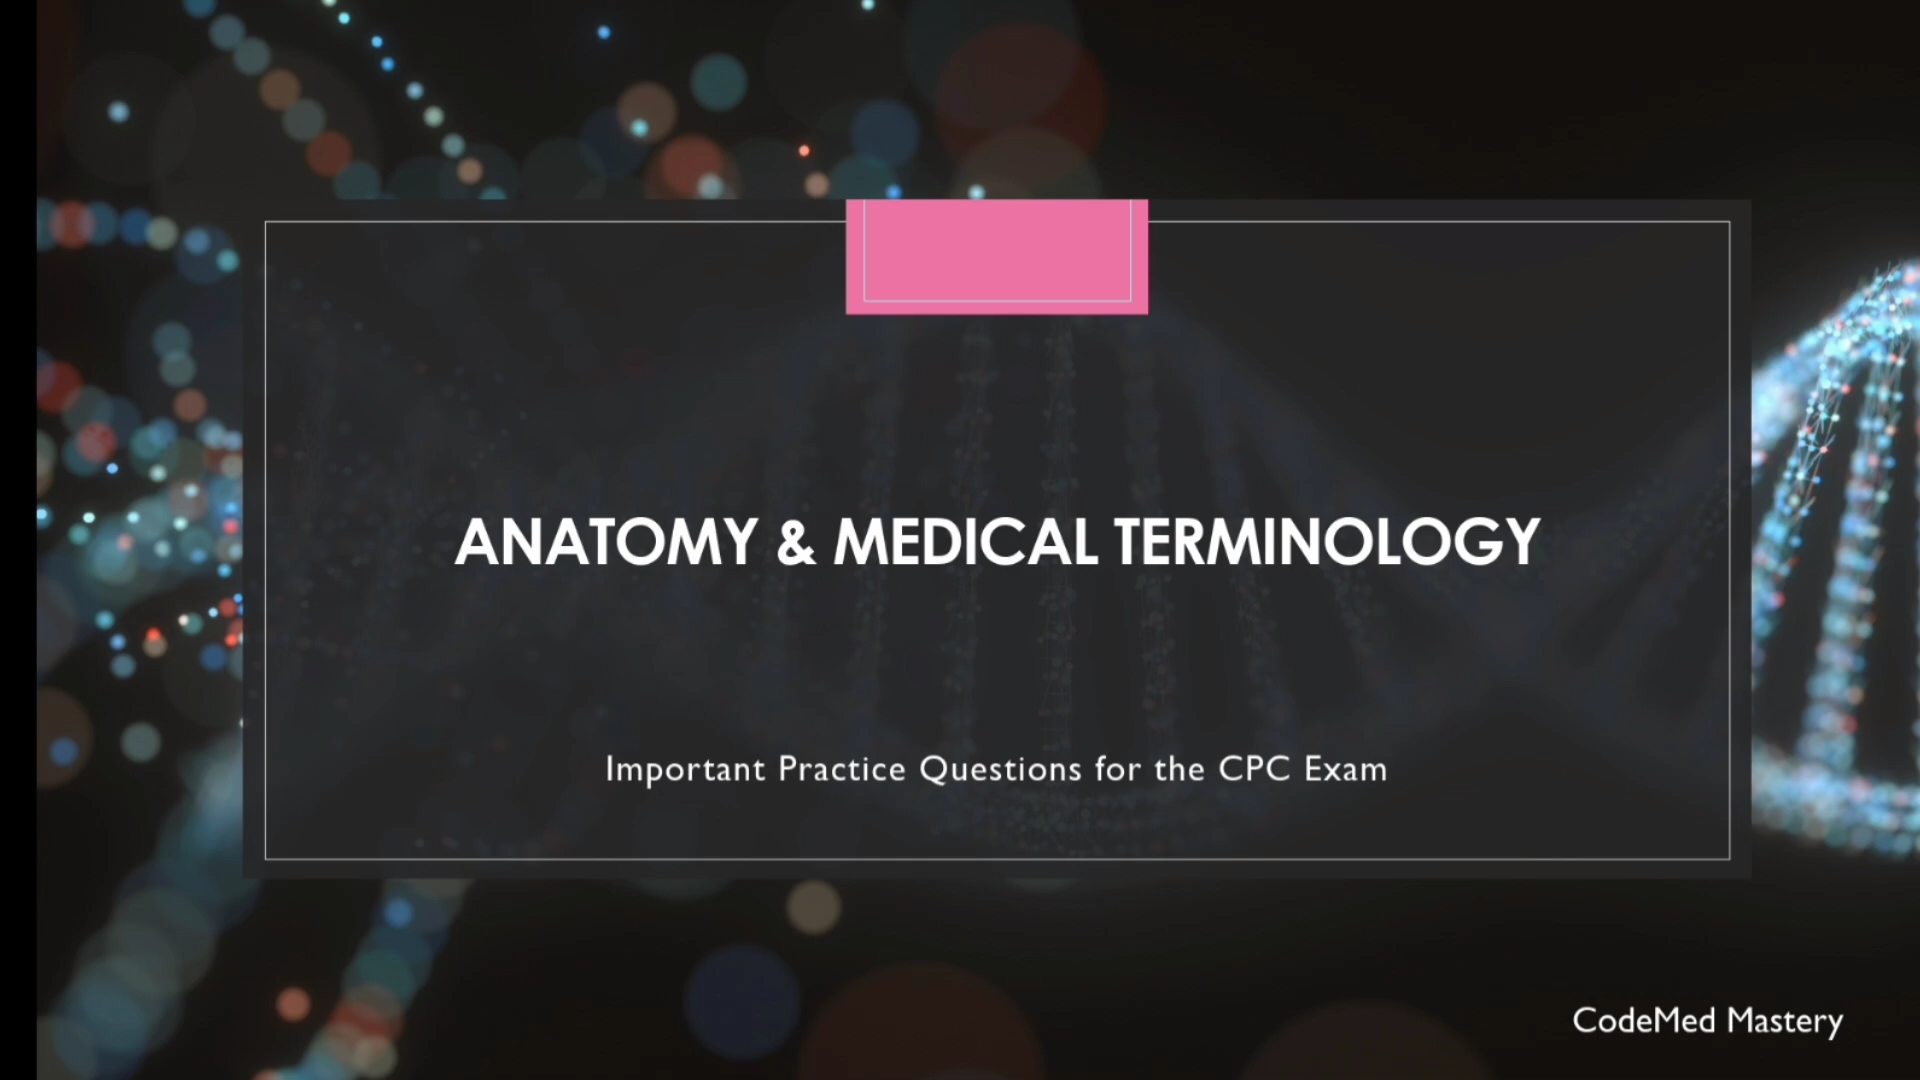 ANATOMY & MEDICAL TERMINOLOGY
Important Practice Questions for the CPC Exam
CodeMed Mastery